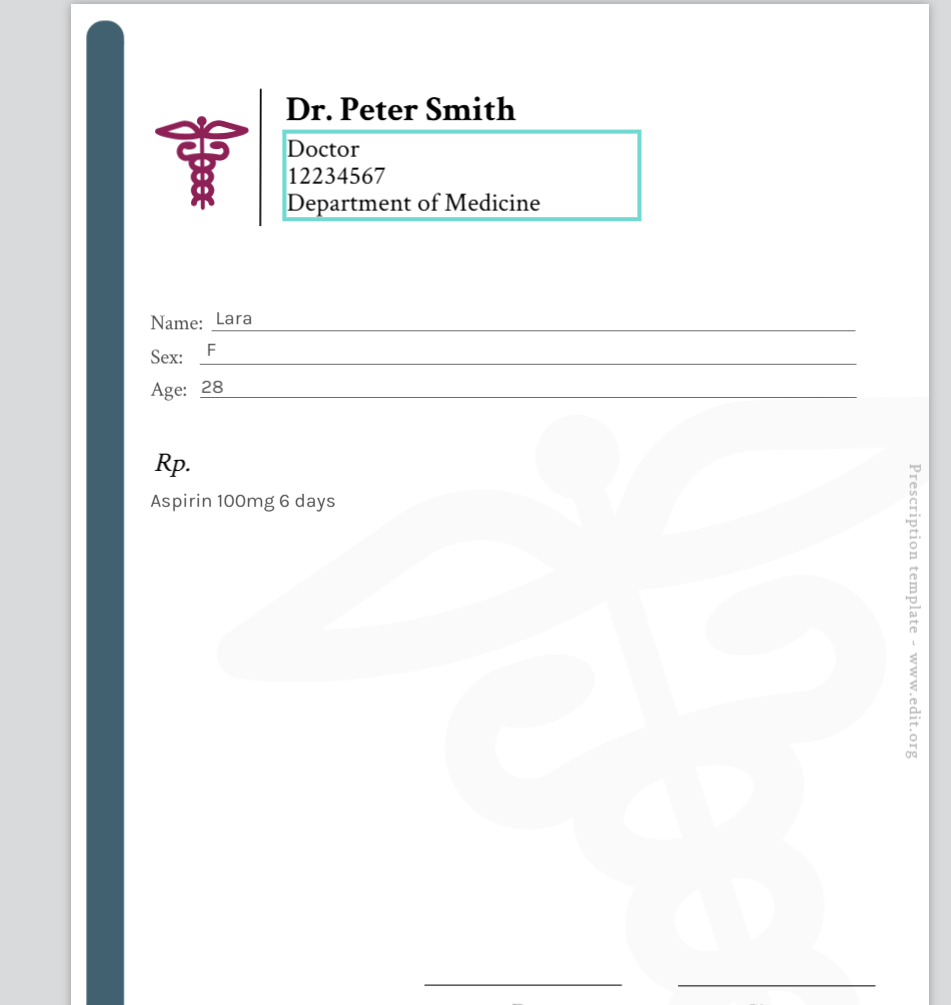 Dr. Peter Smith
Doctor
12234567
Department of Medicine
Name: Lara
Sex: F
Age: 28
Rp.
Aspirin 100mg 6 days
Prescription template - www.edit.org